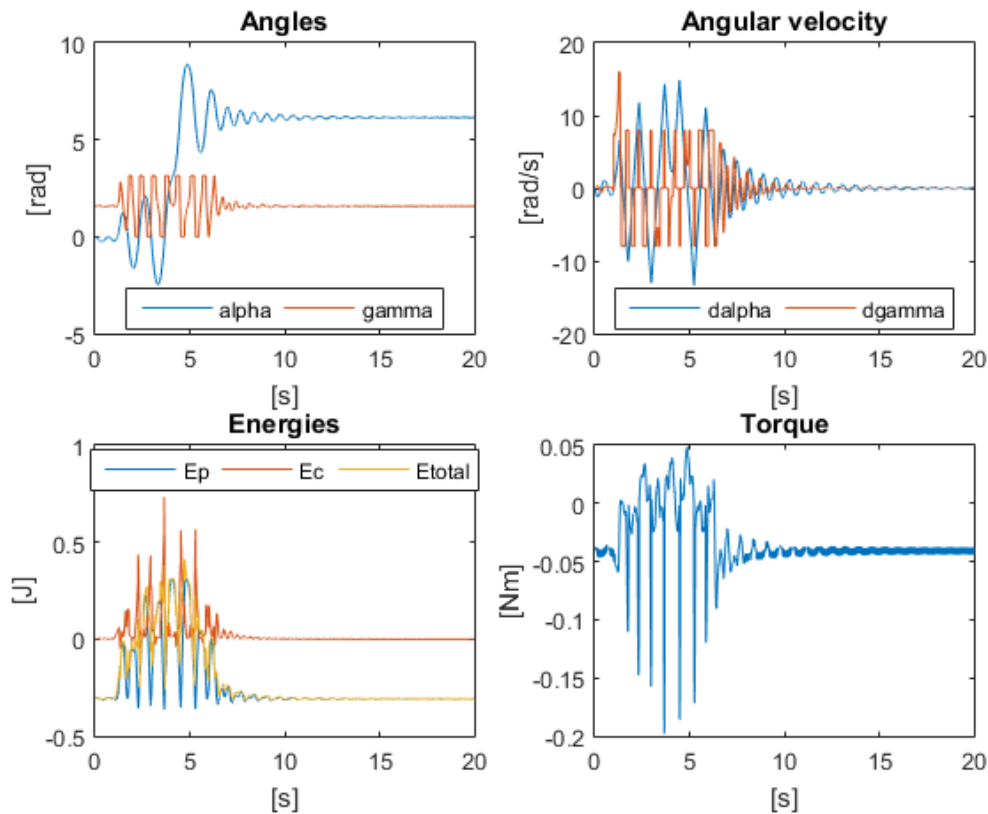 Angles
10
5
0
-5
[rad]
alpha
gamma
0
5
10
15
20
[s]
Angular velocity
20
10
0
-10
-20
[rad/s]
dalpha
dgamma
0
5
10
15
20
[s]
Energies
1
0.5
0
-0.5
[J]
Ep
Ec
Etotal
0
5
10
15
20
[s]
Torque
0.05
0
-0.05
-0.1
-0.15
-0.2
[Nm]
0
5
10
15
20
[s]